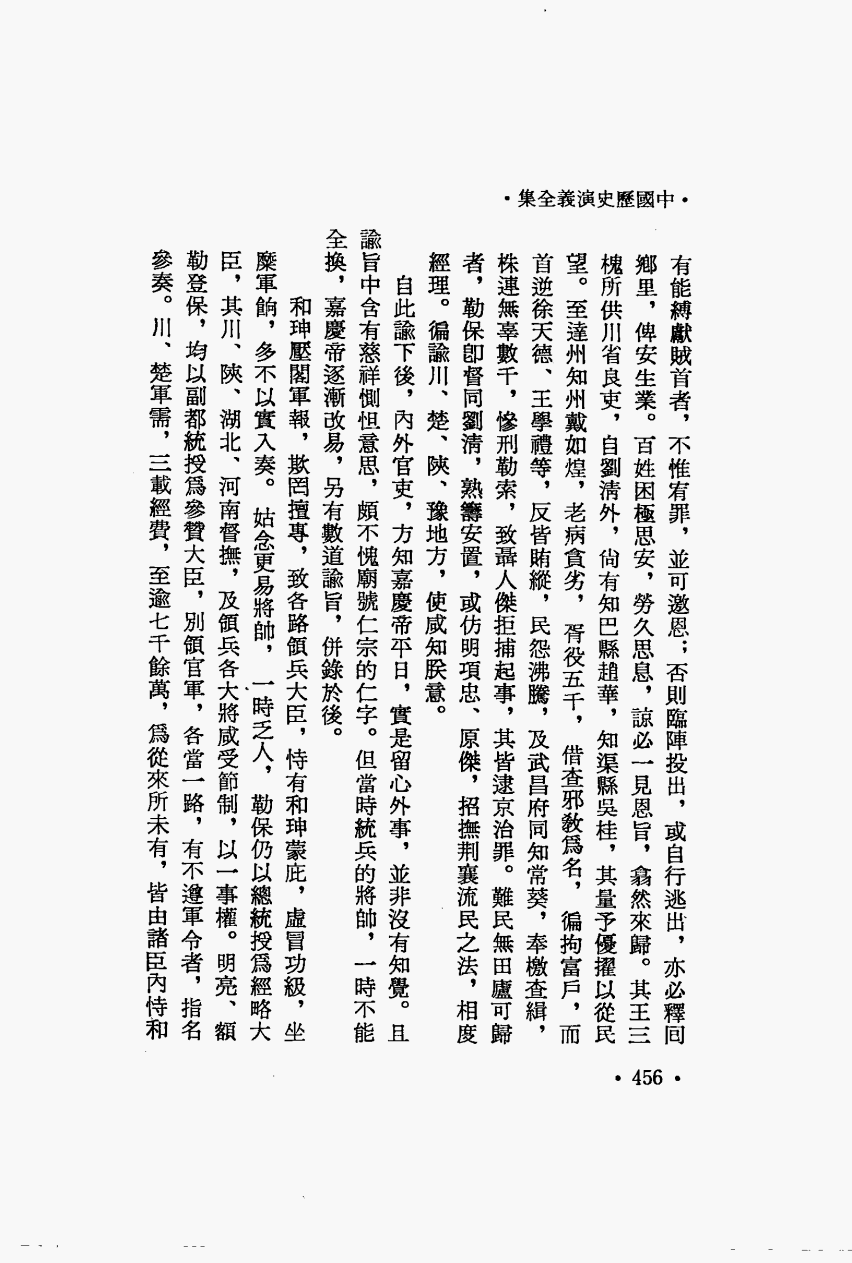 ・中國歷史演義全集・
有能縛獻賊首者，不惟宥罪，並可邀恩；否則臨陣投出，或自行逃出，亦必釋回
鄉里，俾安生業。百姓困極思安，勞久思息，諒必一見恩旨，翕然來歸。其王三
槐所供川省良吏，自劉清外，尙有知巴縣趙華，知渠縣吳桂，其量予優擢以從民
望。至達州知州戴如煌，老病貪劣，胥役五千，借查邪教爲名，徧拘富戶，而
首逆徐天德、王學禮等，反皆賄縱，民怨沸騰，及武昌府同知常葵，奉檄查緝，
株連無辜數千，慘刑勒索，致聶人傑拒捕起事，其皆逮京治罪。難民無田廬可歸
者，勒保卽督同劉清，熟籌安置，或仿明項忠、原傑，招撫荆襄流民之法，相度
經理。徧諭川、楚、陝、豫地方，使咸知朕意。
自此諭下後，內外官吏，方知嘉慶帝平日，實是留心外事，並非沒有知覺。且
諭旨中含有慈祥惻怛意思，頗不愧廟號仁宗的仁字。但當時統兵的將帥，一時不能
全換，嘉慶帝逐漸改易，另有數道諭旨，併錄於後。
和珅壓閣軍報，欺罔擅專，致各路領兵大臣，恃有和珅蒙庇，虛冒功級，坐
糜軍餉，多不以實入奏。姑念更易將帥，一時乏人，勒保仍以總統授爲經略大
臣，其川、陝、湖北、河南督撫，及領兵各大將咸受節制，以一事權。明亮、額
勒登保，均以副都統授爲參贊大臣，別領官軍，各當一路，有不遵軍令者，指名
參奏。川、楚軍需，三載經費，至逾七千餘萬，爲從來所未有，皆由諸臣內恃和
・456・